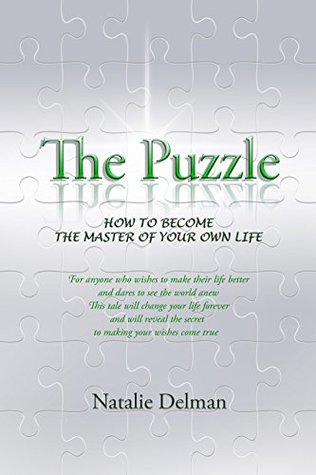 The Puzzle
HOW TO BECOME
THE MASTER OF YOUR OWN LIFE
For anyone who wishes to make their life better
and dares to see the world anew
This tale will change your life forever
and will reveal the secret
to making your wishes come true
Natalie Delman